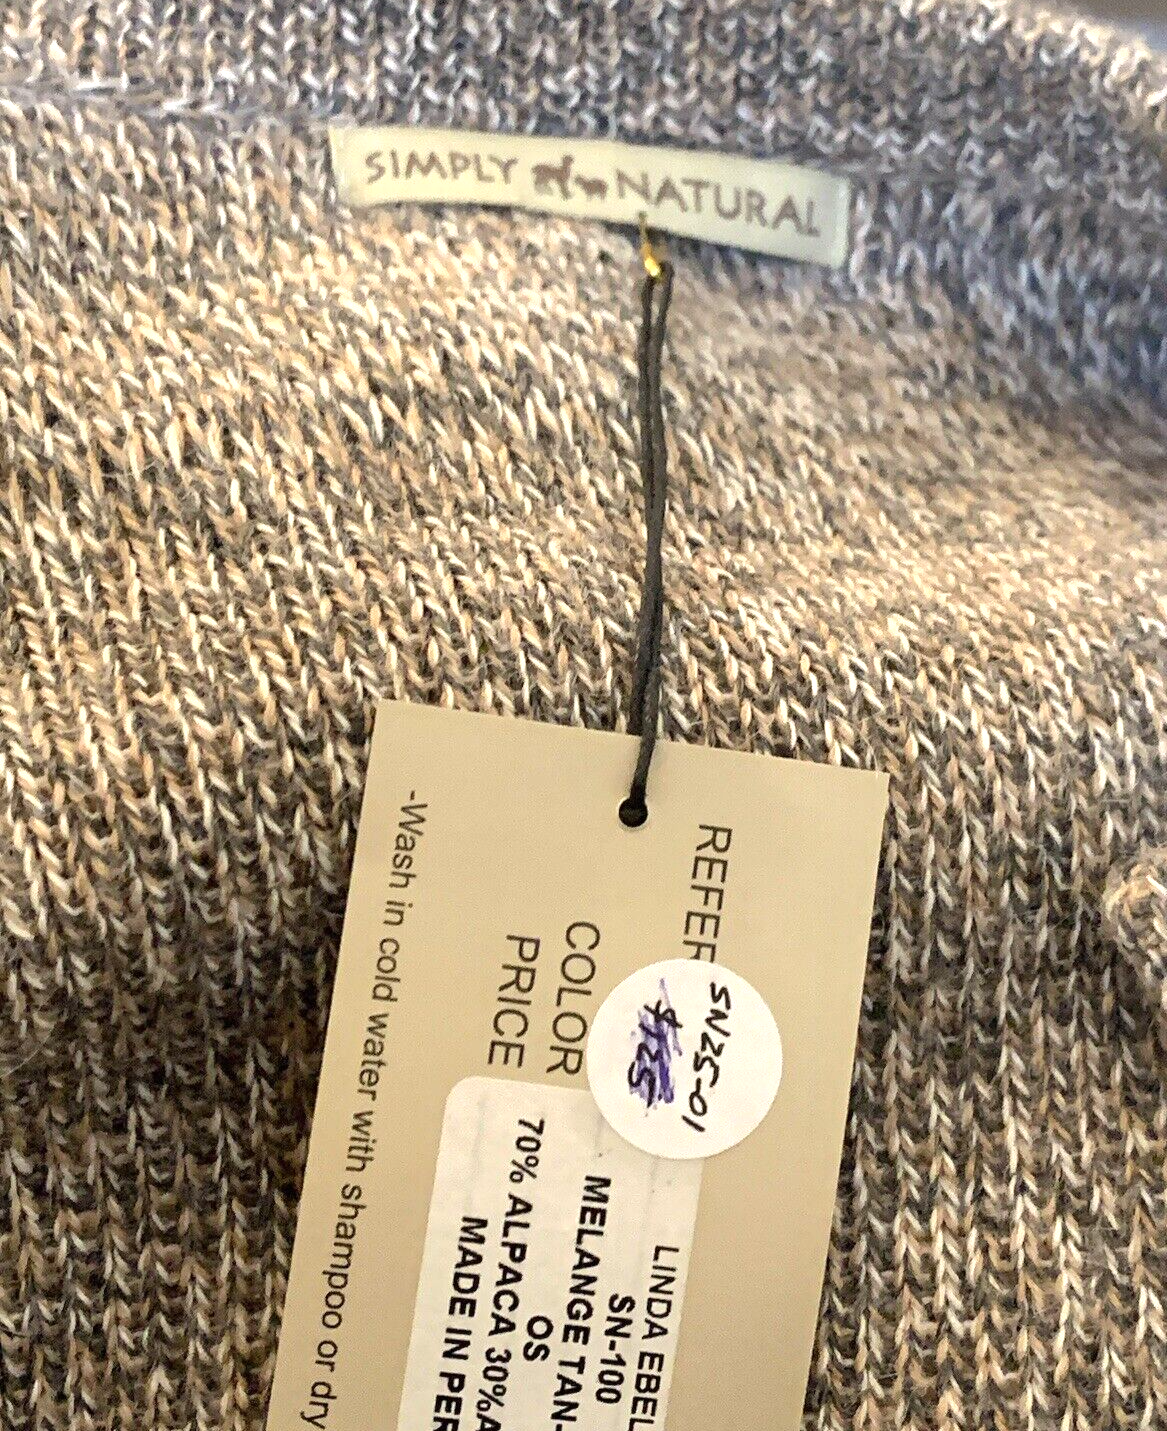 SIMPLY NATURAL
REFER
COLOR
PRICE
SN25-01
$125
LINDA EBEL
SN-100
MELANGE TAN-
OS
70% ALPACA 30%A
MADE IN PER
-Wash in cold water with shampoo or dry